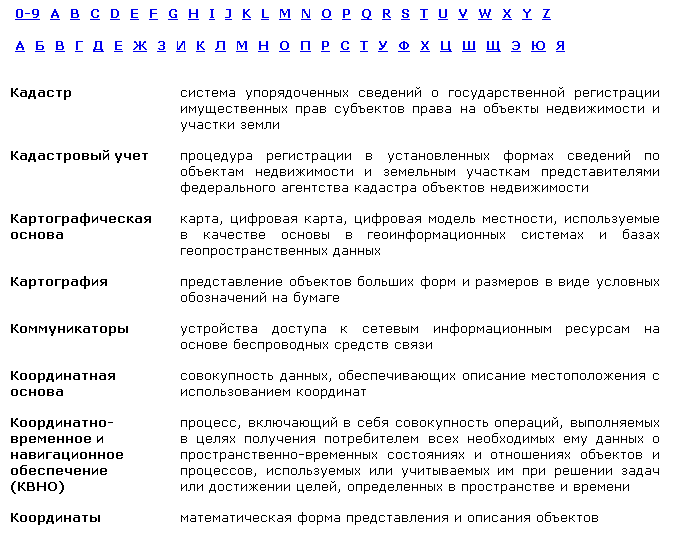 0-9 A B C D E F G H I J K L M N O P Q R S T U V W X Y Z
А Б В Г Д Е Ж З И К Л М Н О П Р С Т У Ф Х Ц Ш Щ Э Ю Я
Кадастр система упорядоченных сведений о государственной регистрации
имущественных прав субъектов права на объекты недвижимости и
участки земли
Кадастровый учет процедура регистрации в установленных формах сведений по
объектам недвижимости и земельным участкам представителями
федерального агентства кадастра объектов недвижимости
Картографическая карта, цифровая карта, цифровая модель местности, используемые
основа в качестве основы в геоинформационных системах и базах
геопространственных данных
Картография представление объектов больших форм и размеров в виде условных
обозначений на бумаге
Коммуникаторы устройства доступа к сетевым информационным ресурсам на
основе беспроводных средств связи
Координатная совокупность данных, обеспечивающих описание местоположения с
основа использованием координат
Координатно- процесс, включающий в себя совокупность операций, выполняемых
временное и в целях получения потребителем всех необходимых ему данных о
навигационное пространственно-временных состояниях и отношениях объектов и
обеспечение процессов, используемых или учитываемых им при решении задач
(КВНО) или достижении целей, определенных в пространстве и времени
Координаты математическая форма представления и описания объектов